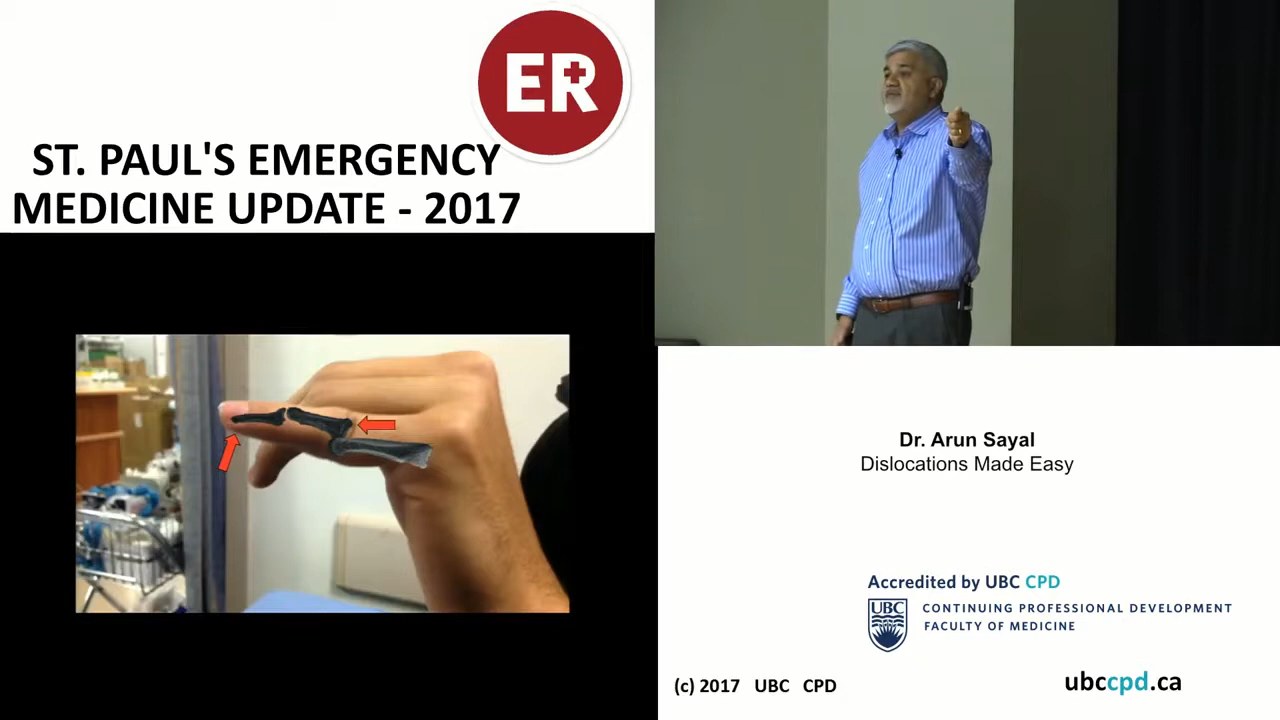 ER
ST. PAUL'S EMERGENCY
MEDICINE UPDATE - 2017
Dr. Arun Sayal
Dislocations Made Easy
Accredited by UBC CPD
UBC
CONTINUING PROFESSIONAL DEVELOPMENT
FACULTY OF MEDICINE
(c) 2017 UBC CPD
ubccpd.ca